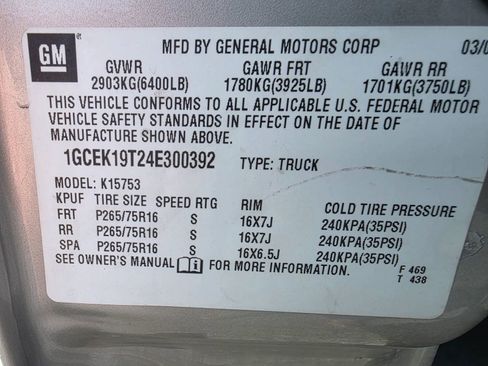 GM
MFD BY GENERAL MOTORS CORP 03/0
GVWR GAWR FRT GAWR RR
2903KG(6400LB) 1780KG(3925LB) 1701KG(3750LB)
THIS VEHICLE CONFORMS TO ALL APPLICABLE U.S. FEDERAL MOTOR
VEHICLE SAFETY STANDARDS IN EFFECT ON THE DATE OF
MANUFACTURE SHOWN ABOVE.
1GCEK19T24E300392 TYPE: TRUCK
MODEL: K15753
KPUF TIRE SIZE SPEED RTG RIM COLD TIRE PRESSURE
FRT P265/75R16 S 16X7J 240KPA(35PSI)
RR P265/75R16 S 16X7J 240KPA(35PSI)
SPA P265/75R16 S 16X6.5J 240KPA(35PSI)
SEE OWNER'S MANUAL FOR MORE INFORMATION.
F 469
T 438